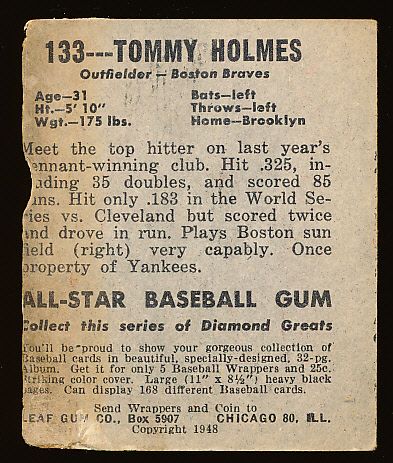 133---TOMMY HOLMES
Outfielder — Boston Braves
Age—31 Bats—left
Ht.—5' 10" Throws—left
Wgt.—175 lbs. Home—Brooklyn
Meet the top hitter on last year's
pennant-winning club. Hit .325, in-
cluding 35 doubles, and scored 85
runs. Hit only .183 in the World Se-
ries vs. Cleveland but scored twice
and drove in run. Plays Boston sun
field (right) very capably. Once
property of Yankees.
ALL-STAR BASEBALL GUM
Collect this series of Diamond Greats
You'll be proud to show your gorgeous collection of
Baseball cards in beautiful, specially-designed, 32-pg.
Album. Get it for only 5 Baseball Wrappers and 25c.
Striking color cover. Large (11" x 8½") heavy black
pages. Can display 168 different Baseball cards.
Send Wrappers and Coin to
LEAF GUM CO., Box 5907 CHICAGO 80, ILL.
Copyright 1948